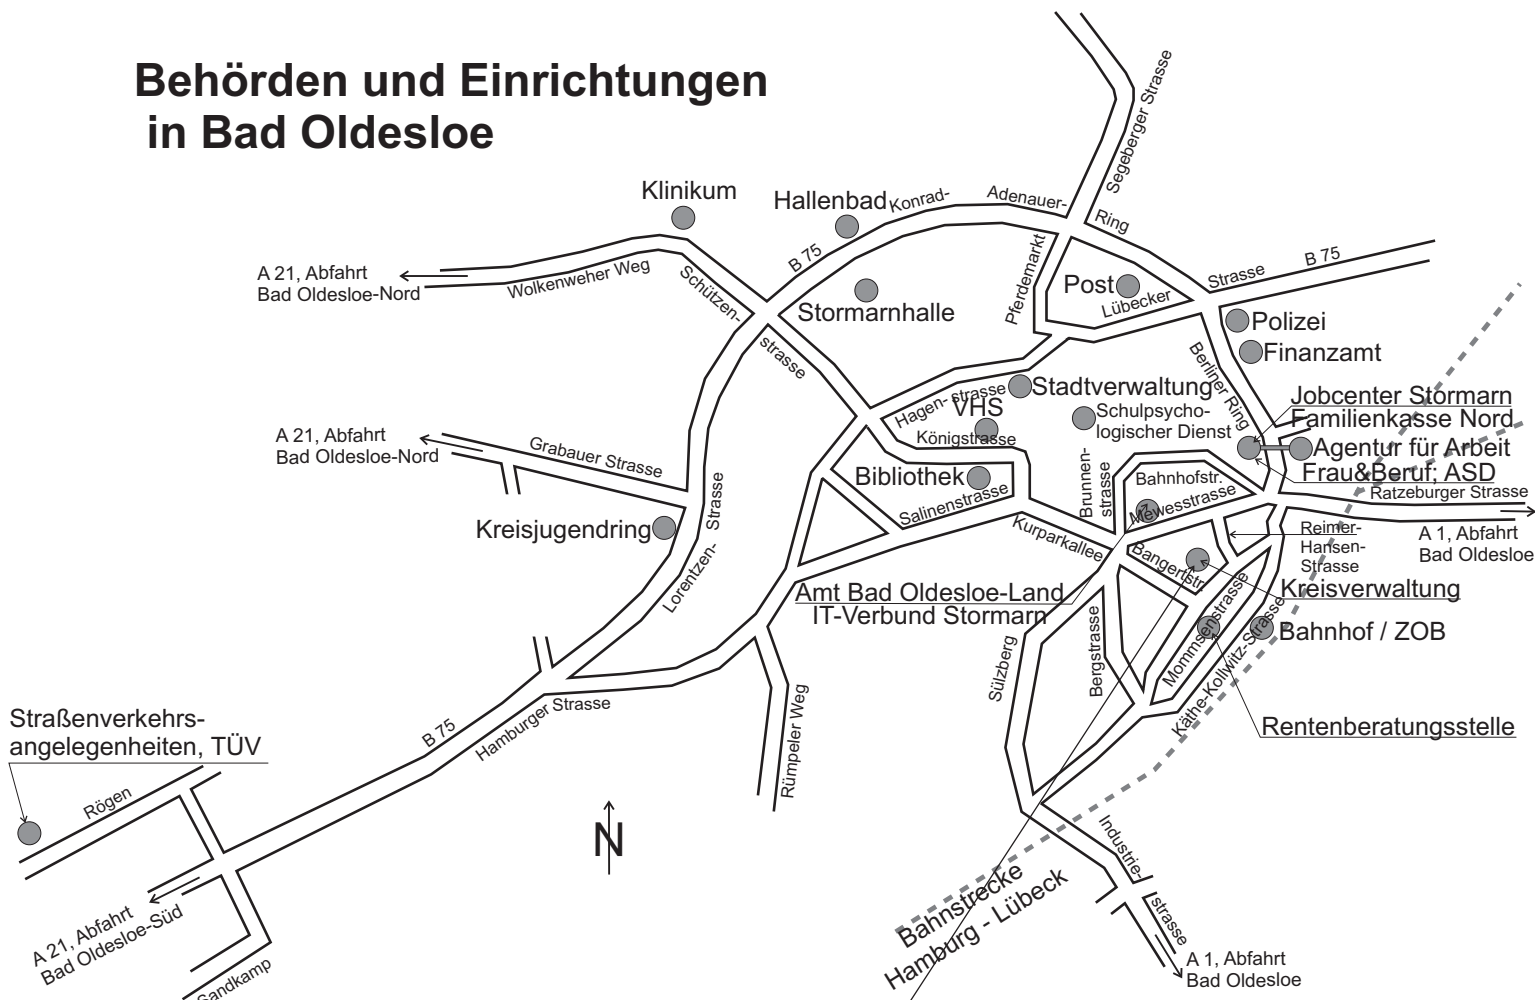 Behörden und Einrichtungen
in Bad Oldesloe
Segeberger Strasse
Klinikum
Hallenbad
Konrad-
Adenauer-
Ring
B 75
Strasse
B 75
A 21, Abfahrt
Bad Oldesloe-Nord
Wolkenweher Weg
Schützen-
strasse
Stormarnhalle
Pferdemarkt
Post
Lübecker
Polizei
Finanzamt
Berliner Ring
Stadtverwaltung
Hagen-
strasse
VHS
Königstrasse
Schulpsycho-
logischer Dienst
Jobcenter Stormarn
Familienkasse Nord
Agentur für Arbeit
Frau&Beruf; ASD
Ratzeburger Strasse
A 21, Abfahrt
Bad Oldesloe-Nord
Grabauer Strasse
Bibliothek
Salinenstrasse
Brunnen-
strasse
Bahnhofstr.
Mewesstrasse
Kreisjugendring
Lorentzen-
Strasse
Kurparkallee
Bangertstr.
Reimer-
Hansen-
Strasse
A 1, Abfahrt
Bad Oldesloe
Amt Bad Oldesloe-Land
IT-Verbund Stormarn
Kreisverwaltung
Bahnhof / ZOB
Mommsenstrasse
Käthe-Kollwitz-Strasse
Bergstrasse
Sülzberg
Rentenberatungsstelle
Straßenverkehrs-
angelegenheiten, TÜV
B 75
Hamburger Strasse
Rümpeler Weg
Rögen
N
Industrie-
strasse
Bahnstrecke
Hamburg - Lübeck
A 21, Abfahrt
Bad Oldesloe-Süd
Sandkamp
A 1, Abfahrt
Bad Oldesloe